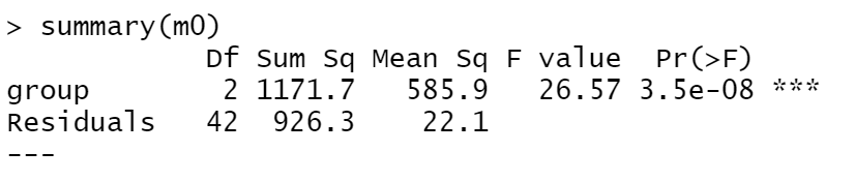 > summary(m0)
Df Sum Sq Mean Sq F value Pr(>F)
group 2 1171.7 585.9 26.57 3.5e-08 ***
Residuals 42 926.3 22.1
---